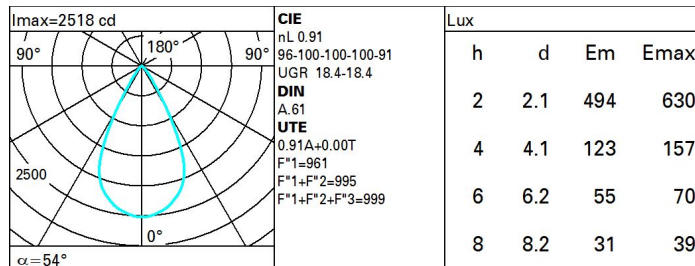 Imax=2518 cd
90° 180° 90°
2500
0°
α=54°
CIE
nL 0.91
96-100-100-100-91
UGR 18.4-18.4
DIN
A.61
UTE
0.91A+0.00T
F"1=961
F"1+F"2=995
F"1+F"2+F"3=999
Lux
h d Em Emax
2 2.1 494 630
4 4.1 123 157
6 6.2 55 70
8 8.2 31 39